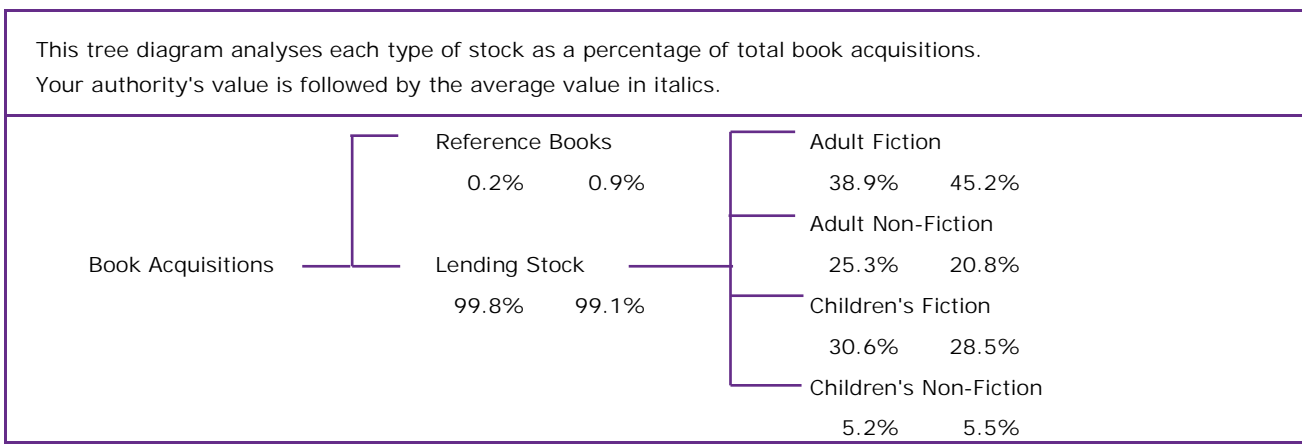 This tree diagram analyses each type of stock as a percentage of total book acquisitions.
Your authority's value is followed by the average value in italics.
Reference Books
0.2% 0.9%
Book Acquisitions
Lending Stock
99.8% 99.1%
Adult Fiction
38.9% 45.2%
Adult Non-Fiction
25.3% 20.8%
Children's Fiction
30.6% 28.5%
Children's Non-Fiction
5.2% 5.5%